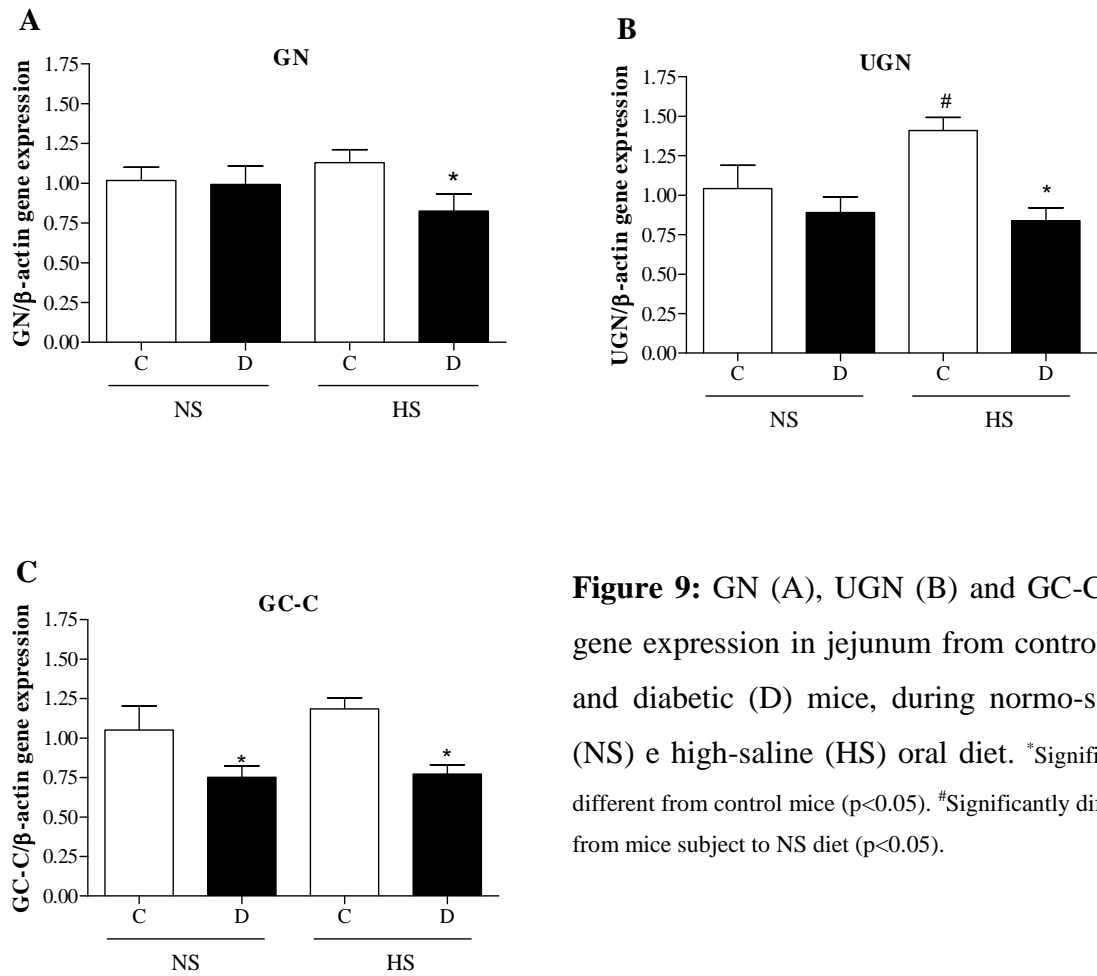 A
GN
GN/β-actin gene expression
1.75
1.50
1.25
1.00
0.75
0.50
0.25
0.00
*
C D C D
NS HS
B
UGN
UGN/β-actin gene expression
1.75
1.50
1.25
1.00
0.75
0.50
0.25
0.00
#
*
C D C D
NS HS
C
GC-C
GC-C/β-actin gene expression
1.75
1.50
1.25
1.00
0.75
0.50
0.25
0.00
* *
C D C D
NS HS
Figure 9: GN (A), UGN (B) and GC-C
gene expression in jejunum from control
and diabetic (D) mice, during normo-s
(NS) e high-saline (HS) oral diet. *Signifi
different from control mice (p<0.05). #Significantly dif
from mice subject to NS diet (p<0.05).